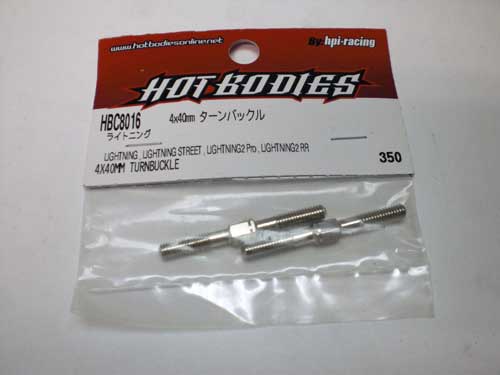 www.hotbodiesonline.net
By: hpi-racing
HOT BODIES
HBC8016 4x40mm ターンバックル
ライトニング
LIGHTNING , LIGHTNING STREET , LIGHTNING2 Pro , LIGHTNING2 RR
4X40MM TURNBUCKLE 350